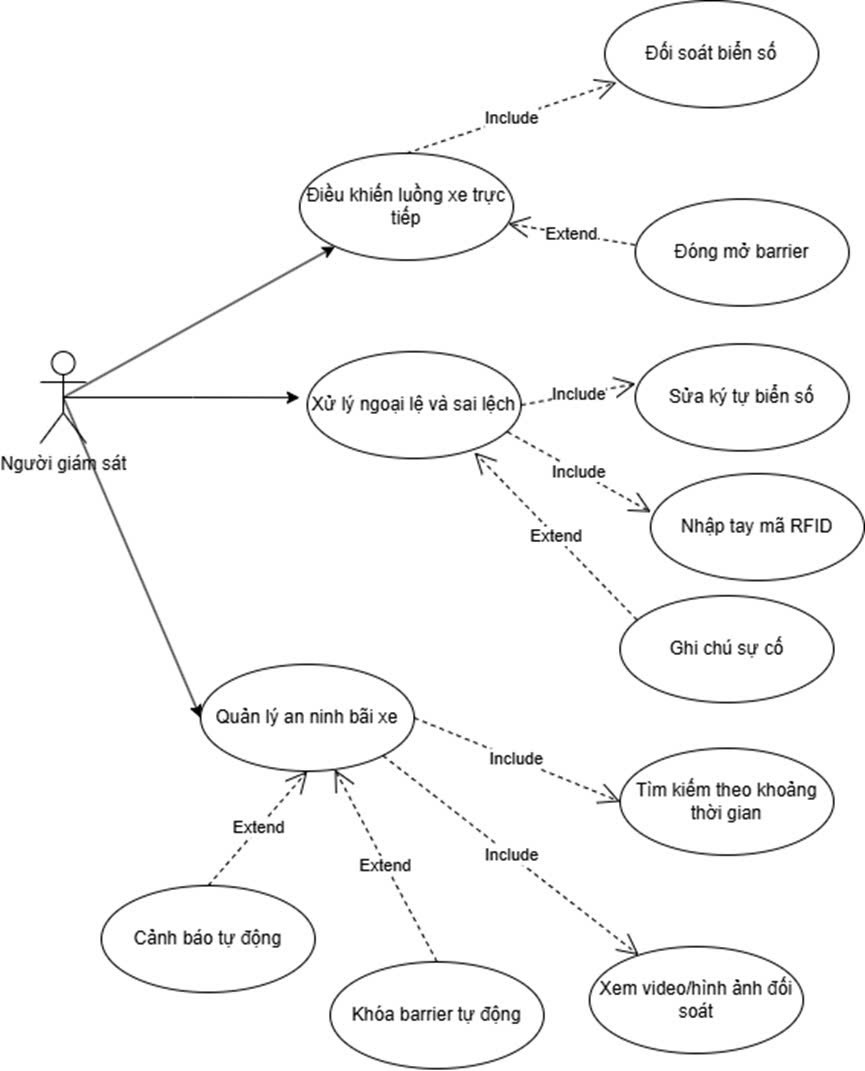 Đối soát biển số
Include
Điều khiến luồng xe trực
tiếp
Extend
Đóng mở barrier
Xử lý ngoại lệ và sai lệch
Include
Sửa ký tự biển số
Include
Nhập tay mã RFID
Người giám sát
Extend
Ghi chú sự cố
Quản lý an ninh bãi xe
Include
Tìm kiếm theo khoảng
thời gian
Extend
Include
Extend
Cảnh báo tự động
Khóa barrier tự động
Xem video/hình ảnh đối
soát